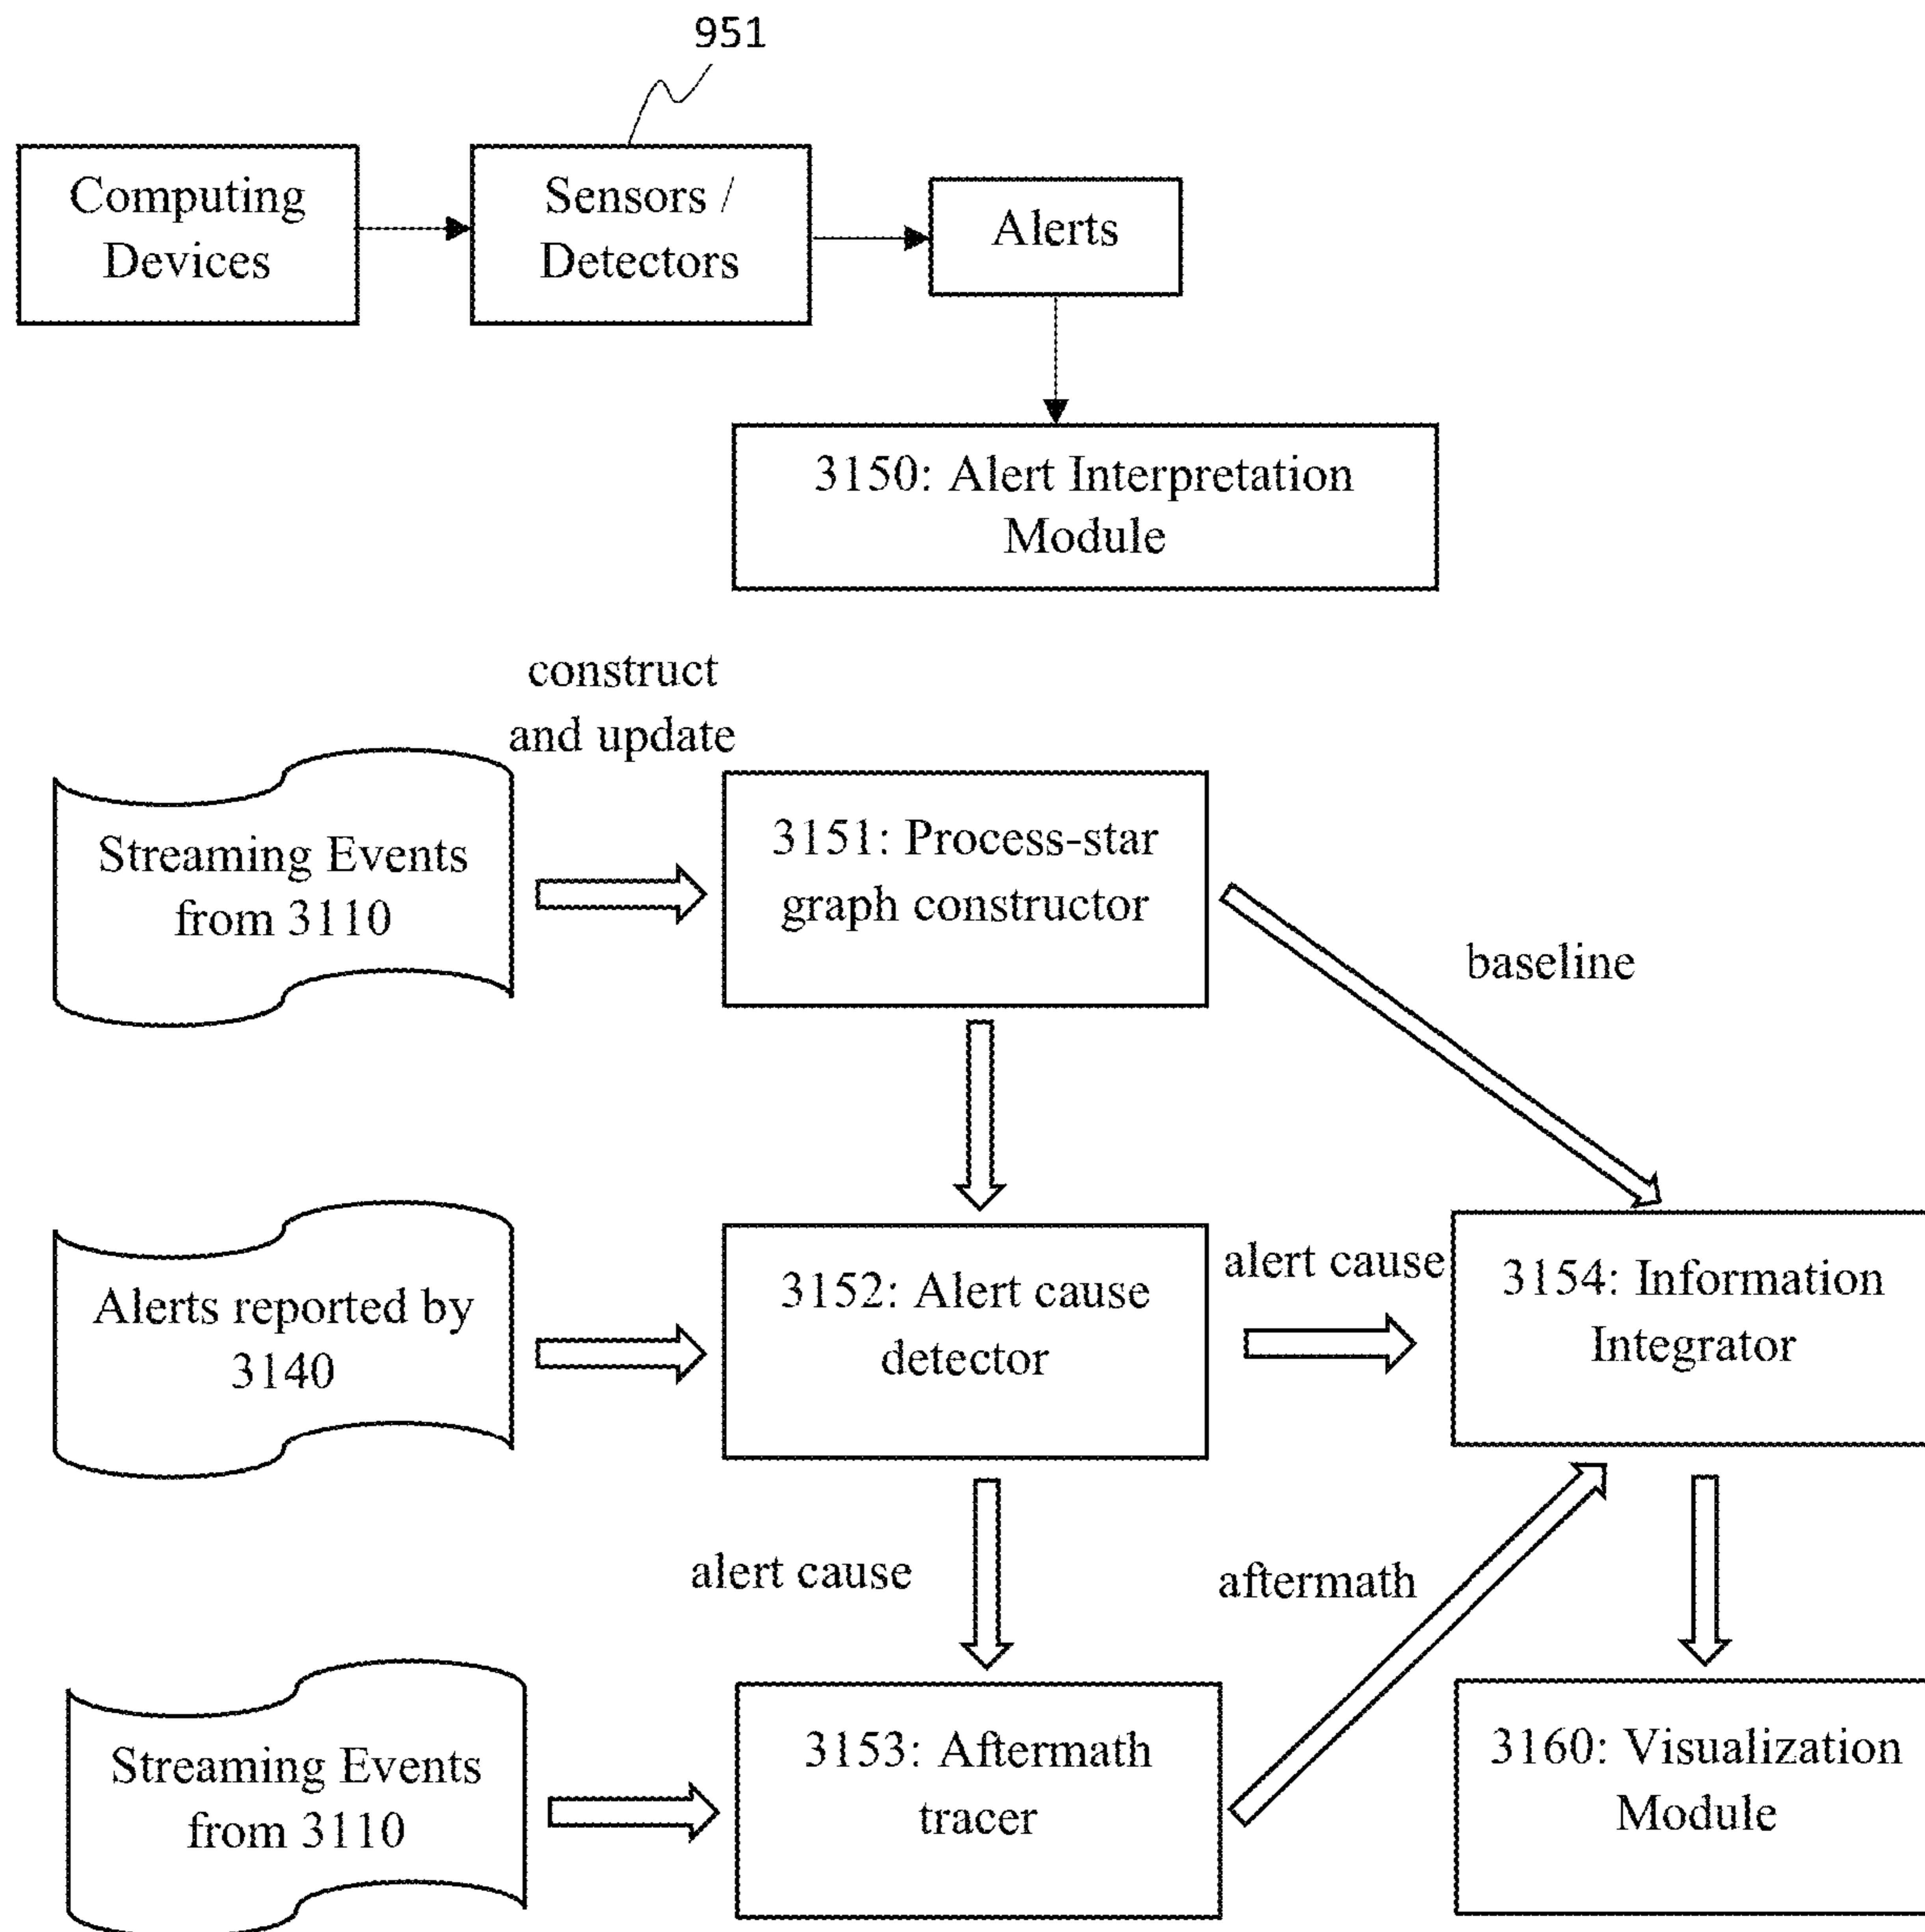 951
Computing
Devices
Sensors /
Detectors
Alerts
3150: Alert Interpretation
Module
construct
and update
Streaming Events
from 3110
3151: Process-star
graph constructor
baseline
Alerts reported by
3140
3152: Alert cause
detector
alert cause
3154: Information
Integrator
alert cause
aftermath
Streaming Events
from 3110
3153: Aftermath
tracer
3160: Visualization
Module